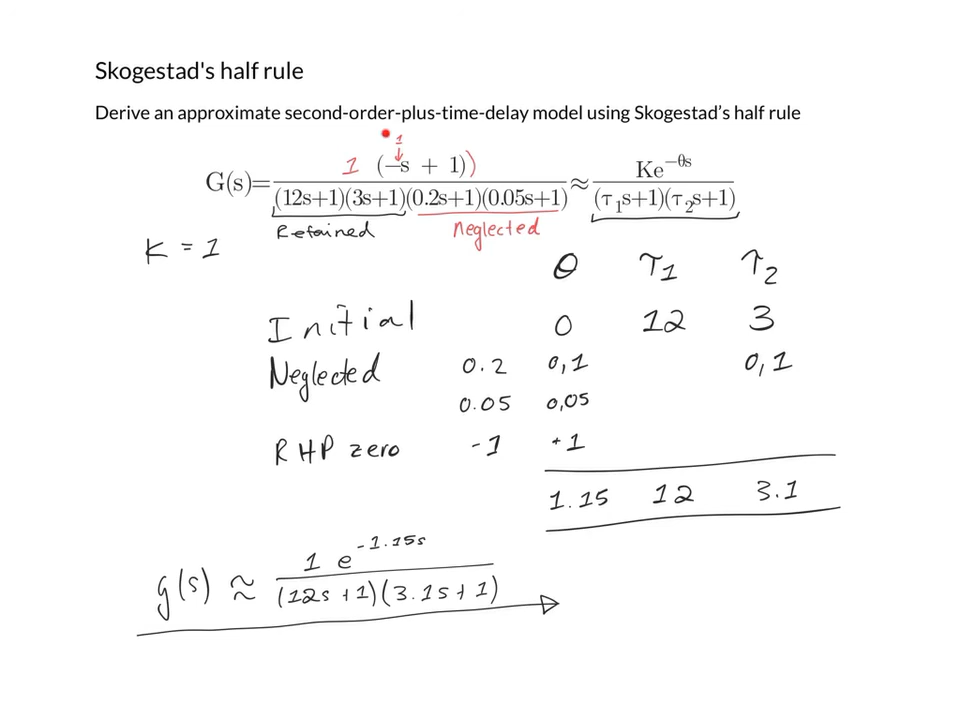 Skogestad's half rule
Derive an approximate second-order-plus-time-delay model using Skogestad’s half rule
1
1 (-s + 1)) Ke^{-θs}
G(s)= ≈
(12s+1)(3s+1)(0.2s+1)(0.05s+1) (τ₁s+1)(τ₂s+1)
Retained Neglected
K = 1
θ τ₁ τ₂
Initial 0 12 3
Neglected 0.2 0,1 0,1
0.05 0,05
RHP zero -1 +1
1.15 12 3.1
1 e^{-1.15s}
g(s) ≈
(12s+1)(3.1s+1)